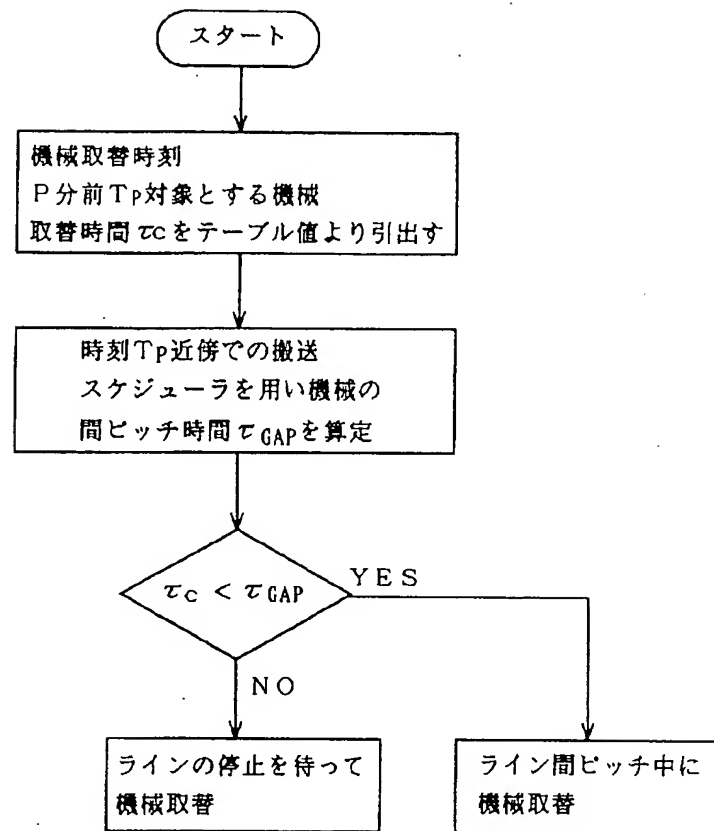 スタート
機械取替時刻
P分前TP対象とする機械
取替時間τCをテーブル値より引出す
時刻TP近傍での搬送
スケジューラを用い機械の
間ピッチ時間τGAPを算定
τC < τGAP
YES
NO
ラインの停止を待って
機械取替
ライン間ピッチ中に
機械取替